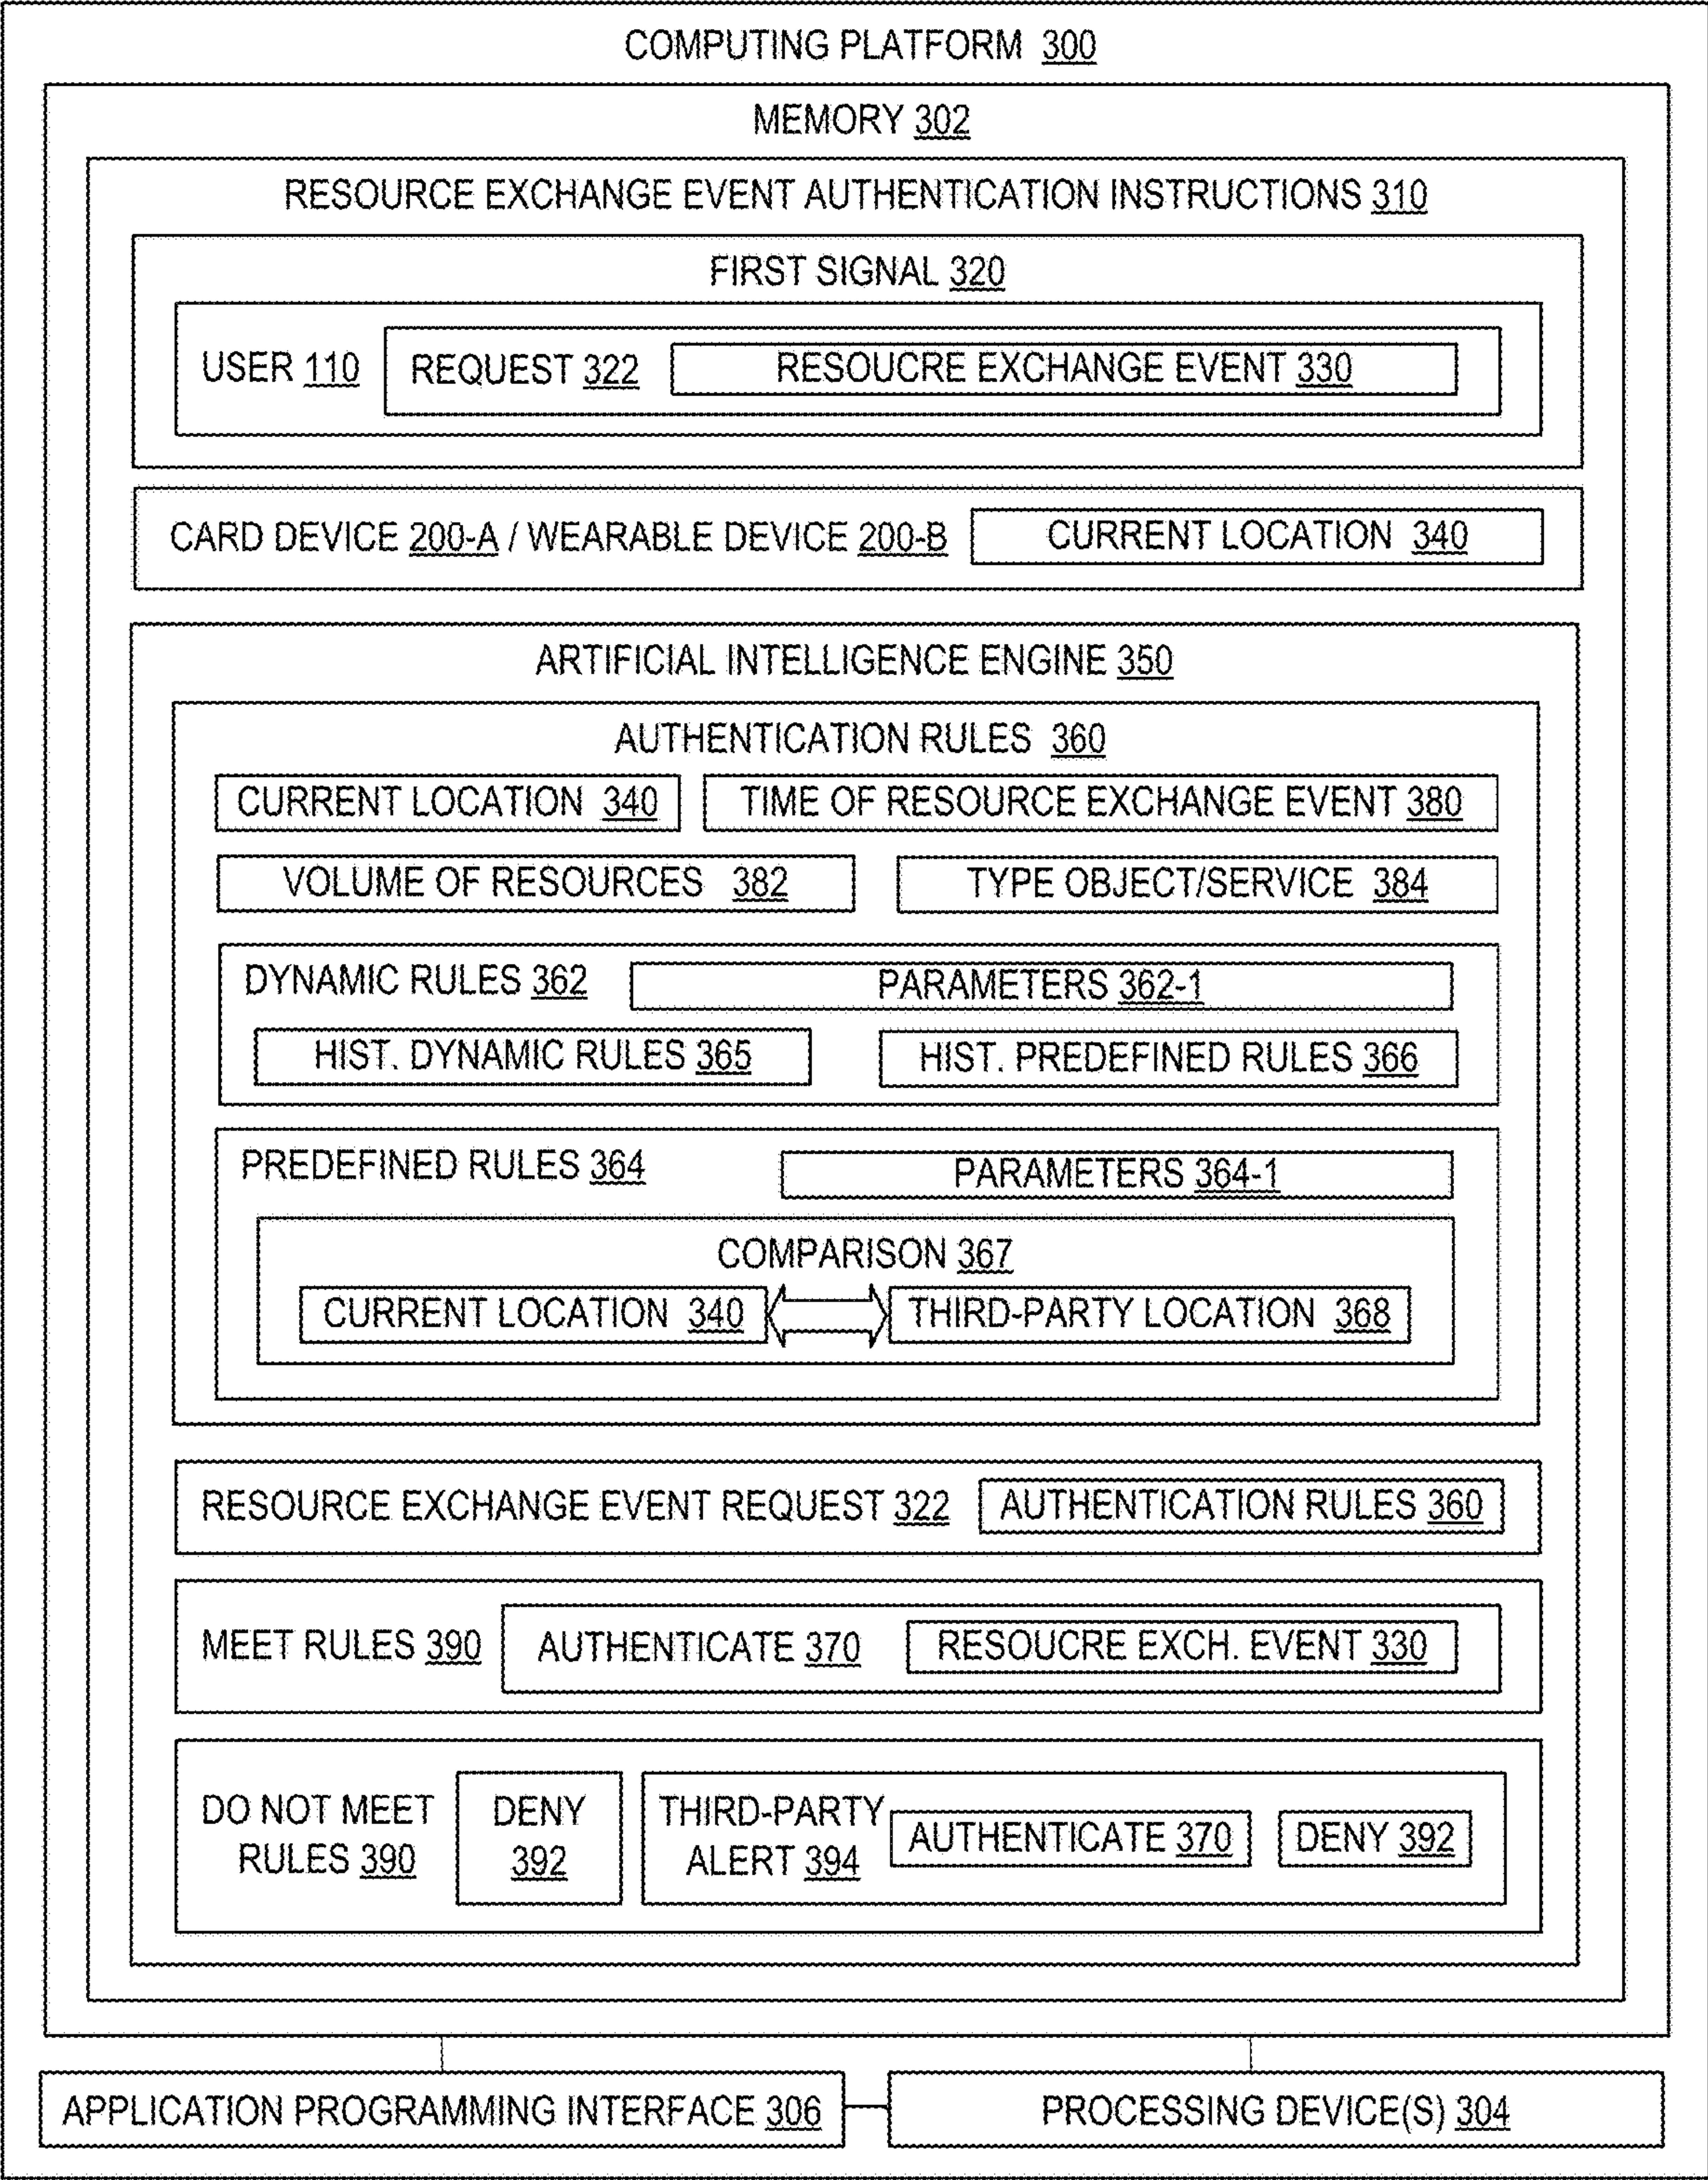 COMPUTING PLATFORM 300
MEMORY 302
RESOURCE EXCHANGE EVENT AUTHENTICATION INSTRUCTIONS 310
FIRST SIGNAL 320
USER 110 REQUEST 322 RESOUCRE EXCHANGE EVENT 330
CARD DEVICE 200-A / WEARABLE DEVICE 200-B CURRENT LOCATION 340
ARTIFICIAL INTELLIGENCE ENGINE 350
AUTHENTICATION RULES 360
CURRENT LOCATION 340 TIME OF RESOURCE EXCHANGE EVENT 380
VOLUME OF RESOURCES 382 TYPE OBJECT/SERVICE 384
DYNAMIC RULES 362 PARAMETERS 362-1
HIST. DYNAMIC RULES 365 HIST. PREDEFINED RULES 366
PREDEFINED RULES 364 PARAMETERS 364-1
COMPARISON 367
CURRENT LOCATION 340 THIRD-PARTY LOCATION 368
RESOURCE EXCHANGE EVENT REQUEST 322 AUTHENTICATION RULES 360
MEET RULES 390 AUTHENTICATE 370 RESOUCRE EXCH. EVENT 330
DO NOT MEET
RULES 390
DENY
392
THIRD-PARTY
ALERT 394
AUTHENTICATE 370 DENY 392
APPLICATION PROGRAMMING INTERFACE 306 PROCESSING DEVICE(S) 304